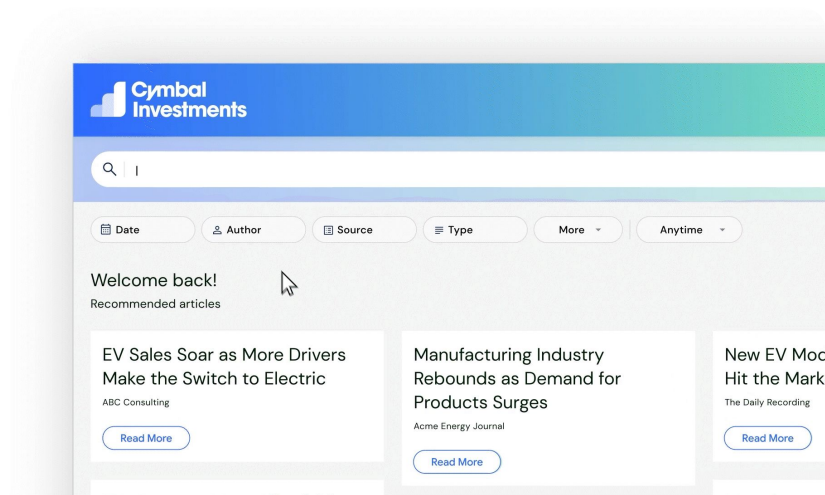 Cymbal
Investments
Date
Author
Source
Type
More
Anytime
Welcome back!
Recommended articles
EV Sales Soar as More Drivers
Make the Switch to Electric
ABC Consulting
Read More
Manufacturing Industry
Rebounds as Demand for
Products Surges
Acme Energy Journal
Read More
New EV
Hit the
The Daily Recording
Read More